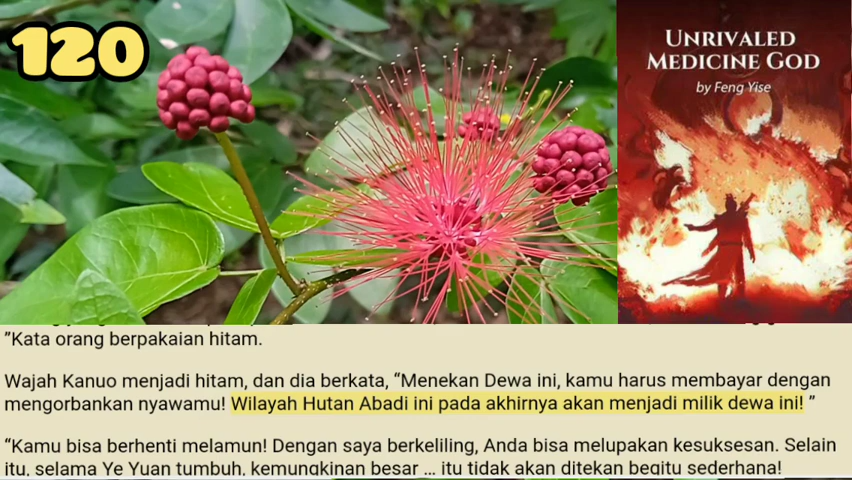 120
UNRIVALED
MEDICINE GOD
by Feng Yise
”Kata orang berpakaian hitam.
Wajah Kanuo menjadi hitam, dan dia berkata, “Menekan Dewa ini, kamu harus membayar dengan
mengorbankan nyawamu! Wilayah Hutan Abadi ini pada akhirnya akan menjadi milik dewa ini! ”
“Kamu bisa berhenti melamun! Dengan saya berkeliling, Anda bisa melupakan kesuksesan. Selain
itu, selama Ye Yuan tumbuh, kemungkinan besar … itu tidak akan ditekan begitu sederhana!